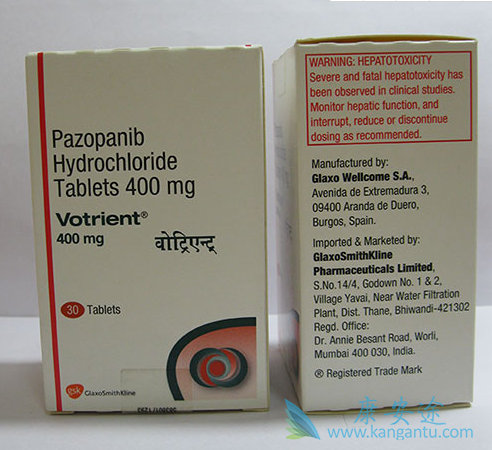 Pazopanib
Hydrochloride
Tablets 400 mg
Votrient®
400 mg
वोट्रिएन्ट्
30 Tablets
gsk GlaxoSmithKline
WARNING: HEPATOTOXICITY
Severe and fatal hepatotoxicity has
been observed in clinical studies.
Monitor hepatic function, and
interrupt, reduce or discontinue
dosing as recommended.
Manufactured by:
Glaxo Wellcome S.A.,
Avenida de Extremadura 3,
09400 Aranda de Duero,
Burgos, Spain.
Imported & Marketed by:
GlaxoSmithKline
Pharmaceuticals Limited,
S.No.14/4, Godown No. 1 & 2,
Village Yavai, Near Water Filtration
Plant, Dist. Thane, Bhiwandi-421302
Regd. Office:
Dr. Annie Besant Road, Worli,
Mumbai 400 030, India.
® Registered Trade Mark
康安途
www.kangantu.com